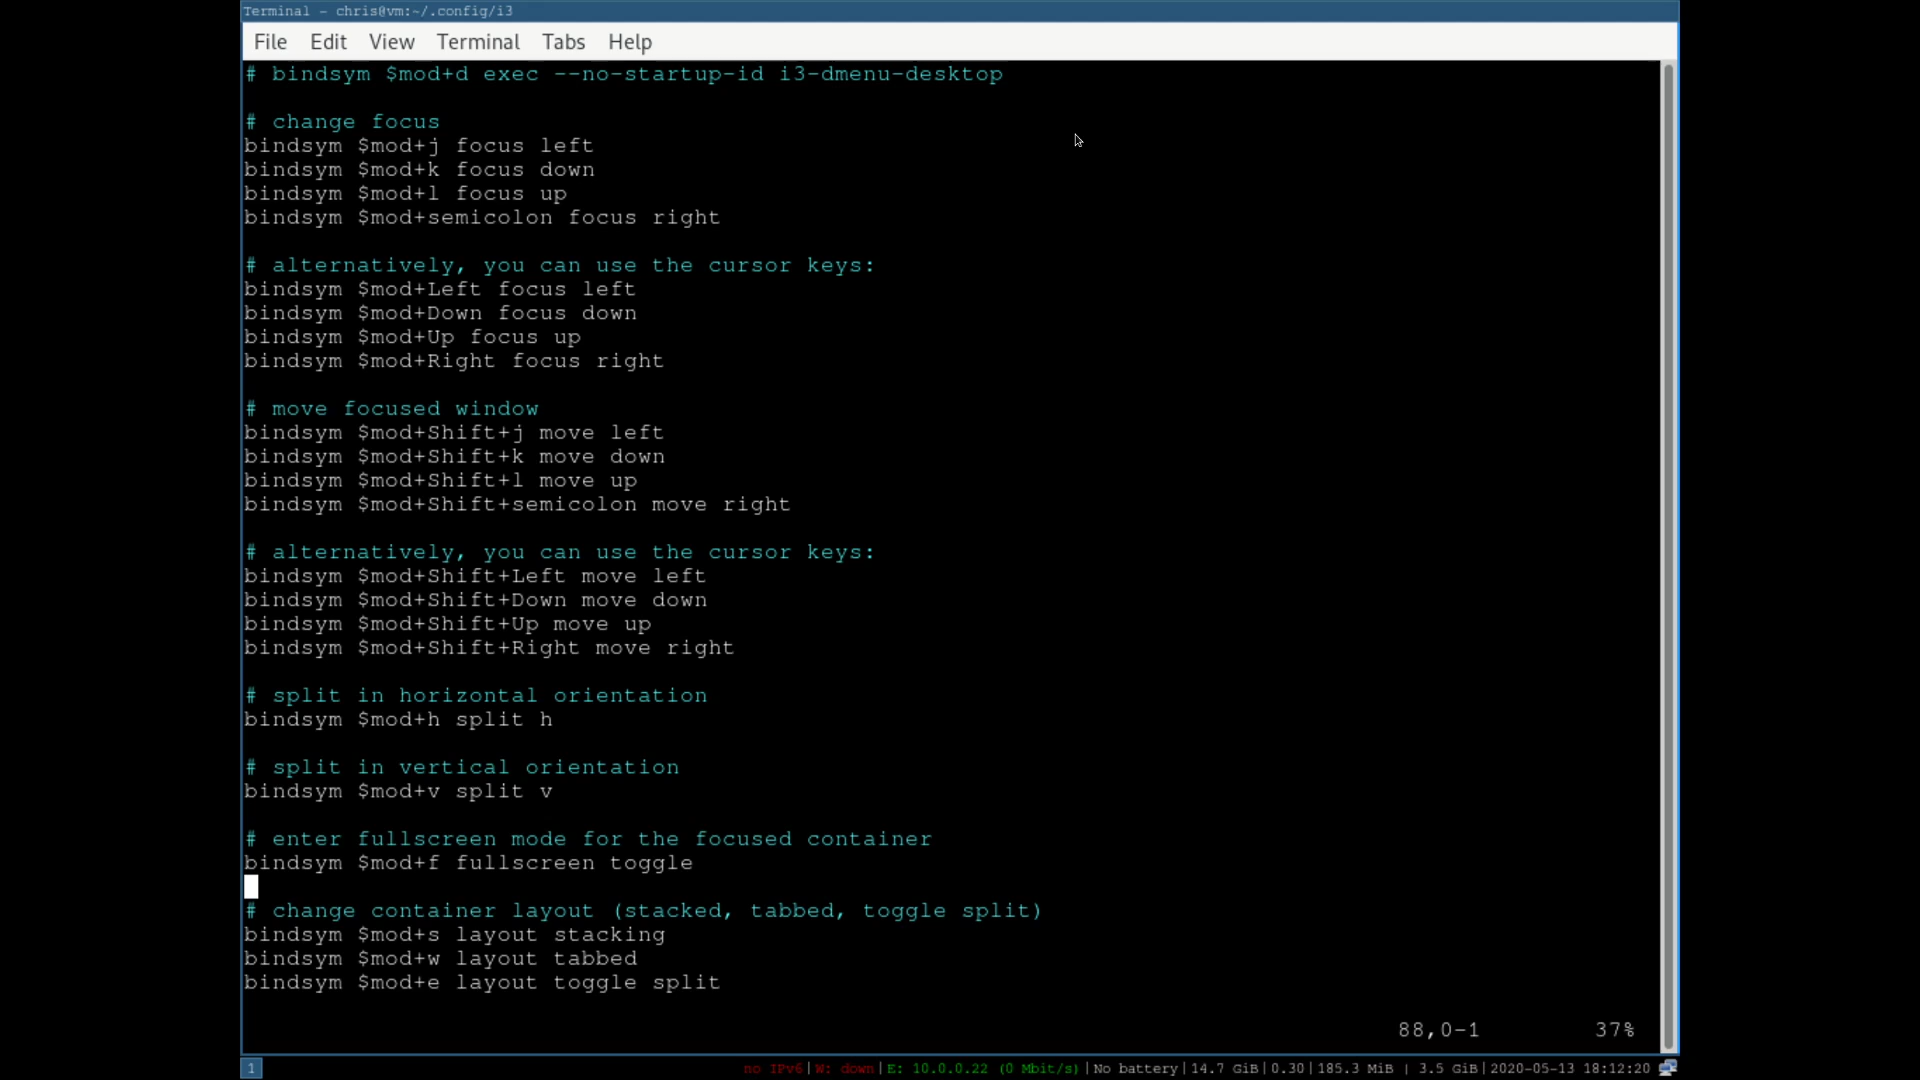 Terminal - chris@vm:~/.config/i3
File Edit View Terminal Tabs Help
# bindsym $mod+d exec --no-startup-id i3-dmenu-desktop
# change focus
bindsym $mod+j focus left
bindsym $mod+k focus down
bindsym $mod+l focus up
bindsym $mod+semicolon focus right
# alternatively, you can use the cursor keys:
bindsym $mod+Left focus left
bindsym $mod+Down focus down
bindsym $mod+Up focus up
bindsym $mod+Right focus right
# move focused window
bindsym $mod+Shift+j move left
bindsym $mod+Shift+k move down
bindsym $mod+Shift+l move up
bindsym $mod+Shift+semicolon move right
# alternatively, you can use the cursor keys:
bindsym $mod+Shift+Left move left
bindsym $mod+Shift+Down move down
bindsym $mod+Shift+Up move up
bindsym $mod+Shift+Right move right
# split in horizontal orientation
bindsym $mod+h split h
# split in vertical orientation
bindsym $mod+v split v
# enter fullscreen mode for the focused container
bindsym $mod+f fullscreen toggle
# change container layout (stacked, tabbed, toggle split)
bindsym $mod+s layout stacking
bindsym $mod+w layout tabbed
bindsym $mod+e layout toggle split
88,0-1 37%
1 no IPv6|W: down|E: 10.0.0.22 (0 Mbit/s)|No battery|14.7 GiB|0.30|185.3 MiB | 3.5 GiB|2020-05-13 18:12:20